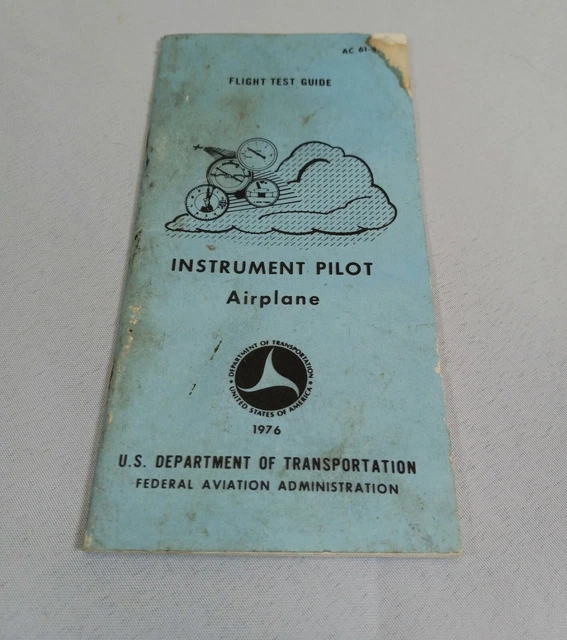 AC 61-8
FLIGHT TEST GUIDE
INSTRUMENT PILOT
Airplane
DEPARTMENT OF TRANSPORTATION
UNITED STATES OF AMERICA
1976
U.S. DEPARTMENT OF TRANSPORTATION
FEDERAL AVIATION ADMINISTRATION